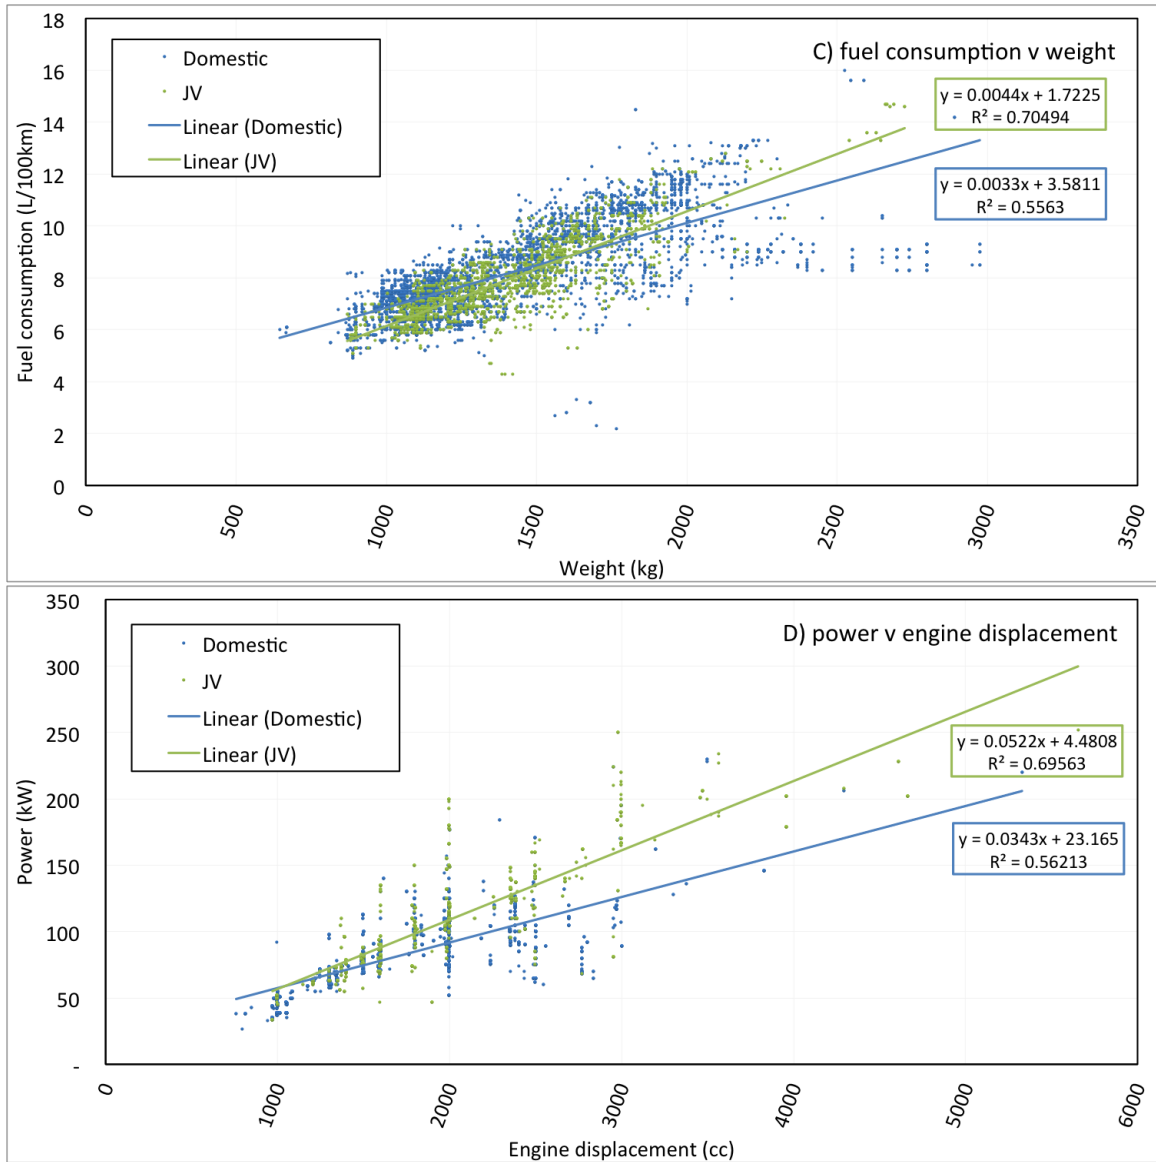 C) fuel consumption v weight
Domestic
JV
Linear (Domestic)
Linear (JV)
y = 0.0044x + 1.7225
R² = 0.70494
y = 0.0033x + 3.5811
R² = 0.5563
Fuel consumption (L/100km)
18
16
14
12
10
8
6
4
2
0
0
500
1000
1500
2000
2500
3000
3500
Weight (kg)
D) power v engine displacement
Domestic
JV
Linear (Domestic)
Linear (JV)
y = 0.0522x + 4.4808
R² = 0.69563
y = 0.0343x + 23.165
R² = 0.56213
Power (kW)
350
300
250
200
150
100
50
-
0
1000
2000
3000
4000
5000
6000
Engine displacement (cc)